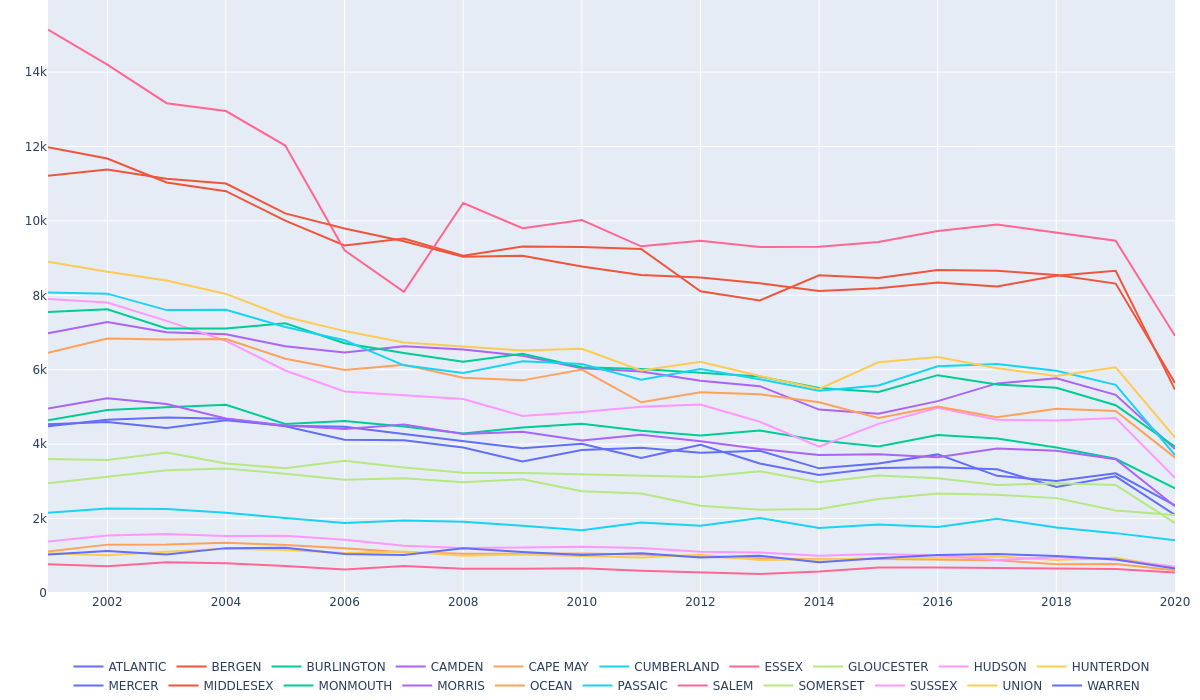 14k
12k
10k
8k
6k
4k
2k
0
2002 2004 2006 2008 2010 2012 2014 2016 2018 2020
ATLANTIC BERGEN BURLINGTON CAMDEN CAPE MAY CUMBERLAND ESSEX GLOUCESTER HUDSON HUNTERDON
MERCER MIDDLESEX MONMOUTH MORRIS OCEAN PASSAIC SALEM SOMERSET SUSSEX UNION WARREN